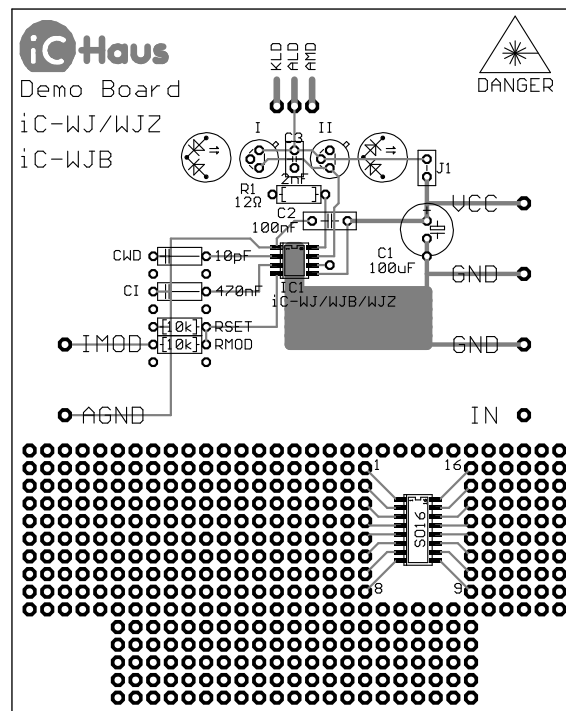 iC Haus
Demo Board
iC-WJ/WJZ
iC-WJB
KLD
ALD
AMD
DANGER
I
C3
II
2nF
J1
R1
12Ω
C2
100nF
VCC
CWD
10pF
C1
100uF
IC1
GND
CI
470nF
iC-WJ/WJB/WJZ
10k
RSET
10k
RMOD
IMOD
GND
AGND
IN
1
16
SO16
8
9